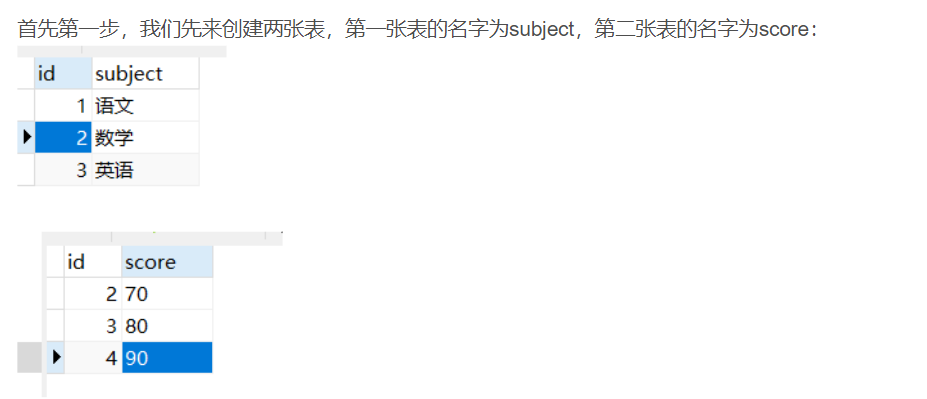 首先第一步，我们先来创建两张表，第一张表的名字为subject，第二张表的名字为score：
id subject
1 语文
2 数学
3 英语
id score
2 70
3 80
4 90